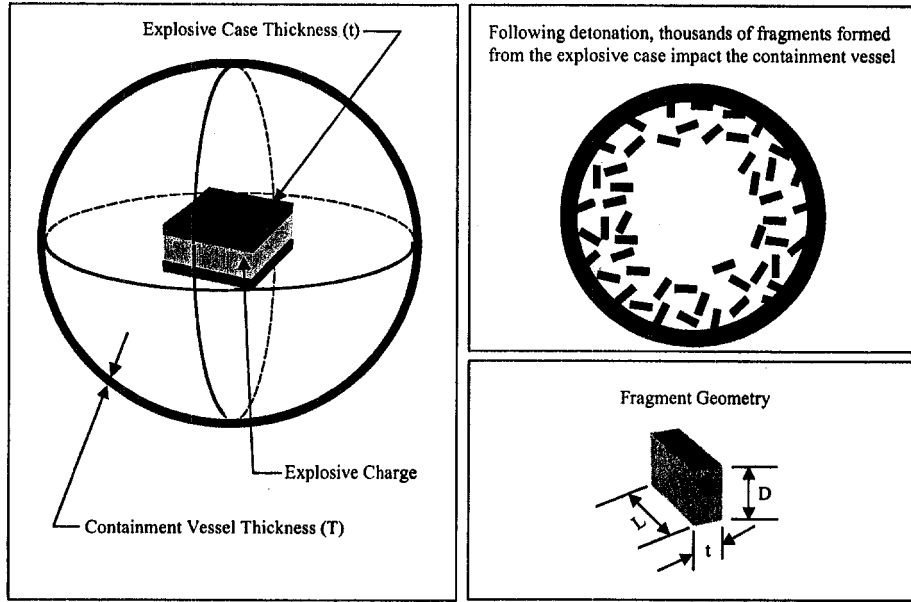 Explosive Case Thickness (t)
Explosive Charge
Containment Vessel Thickness (T)
Following detonation, thousands of fragments formed
from the explosive case impact the containment vessel
Fragment Geometry
D
L
t